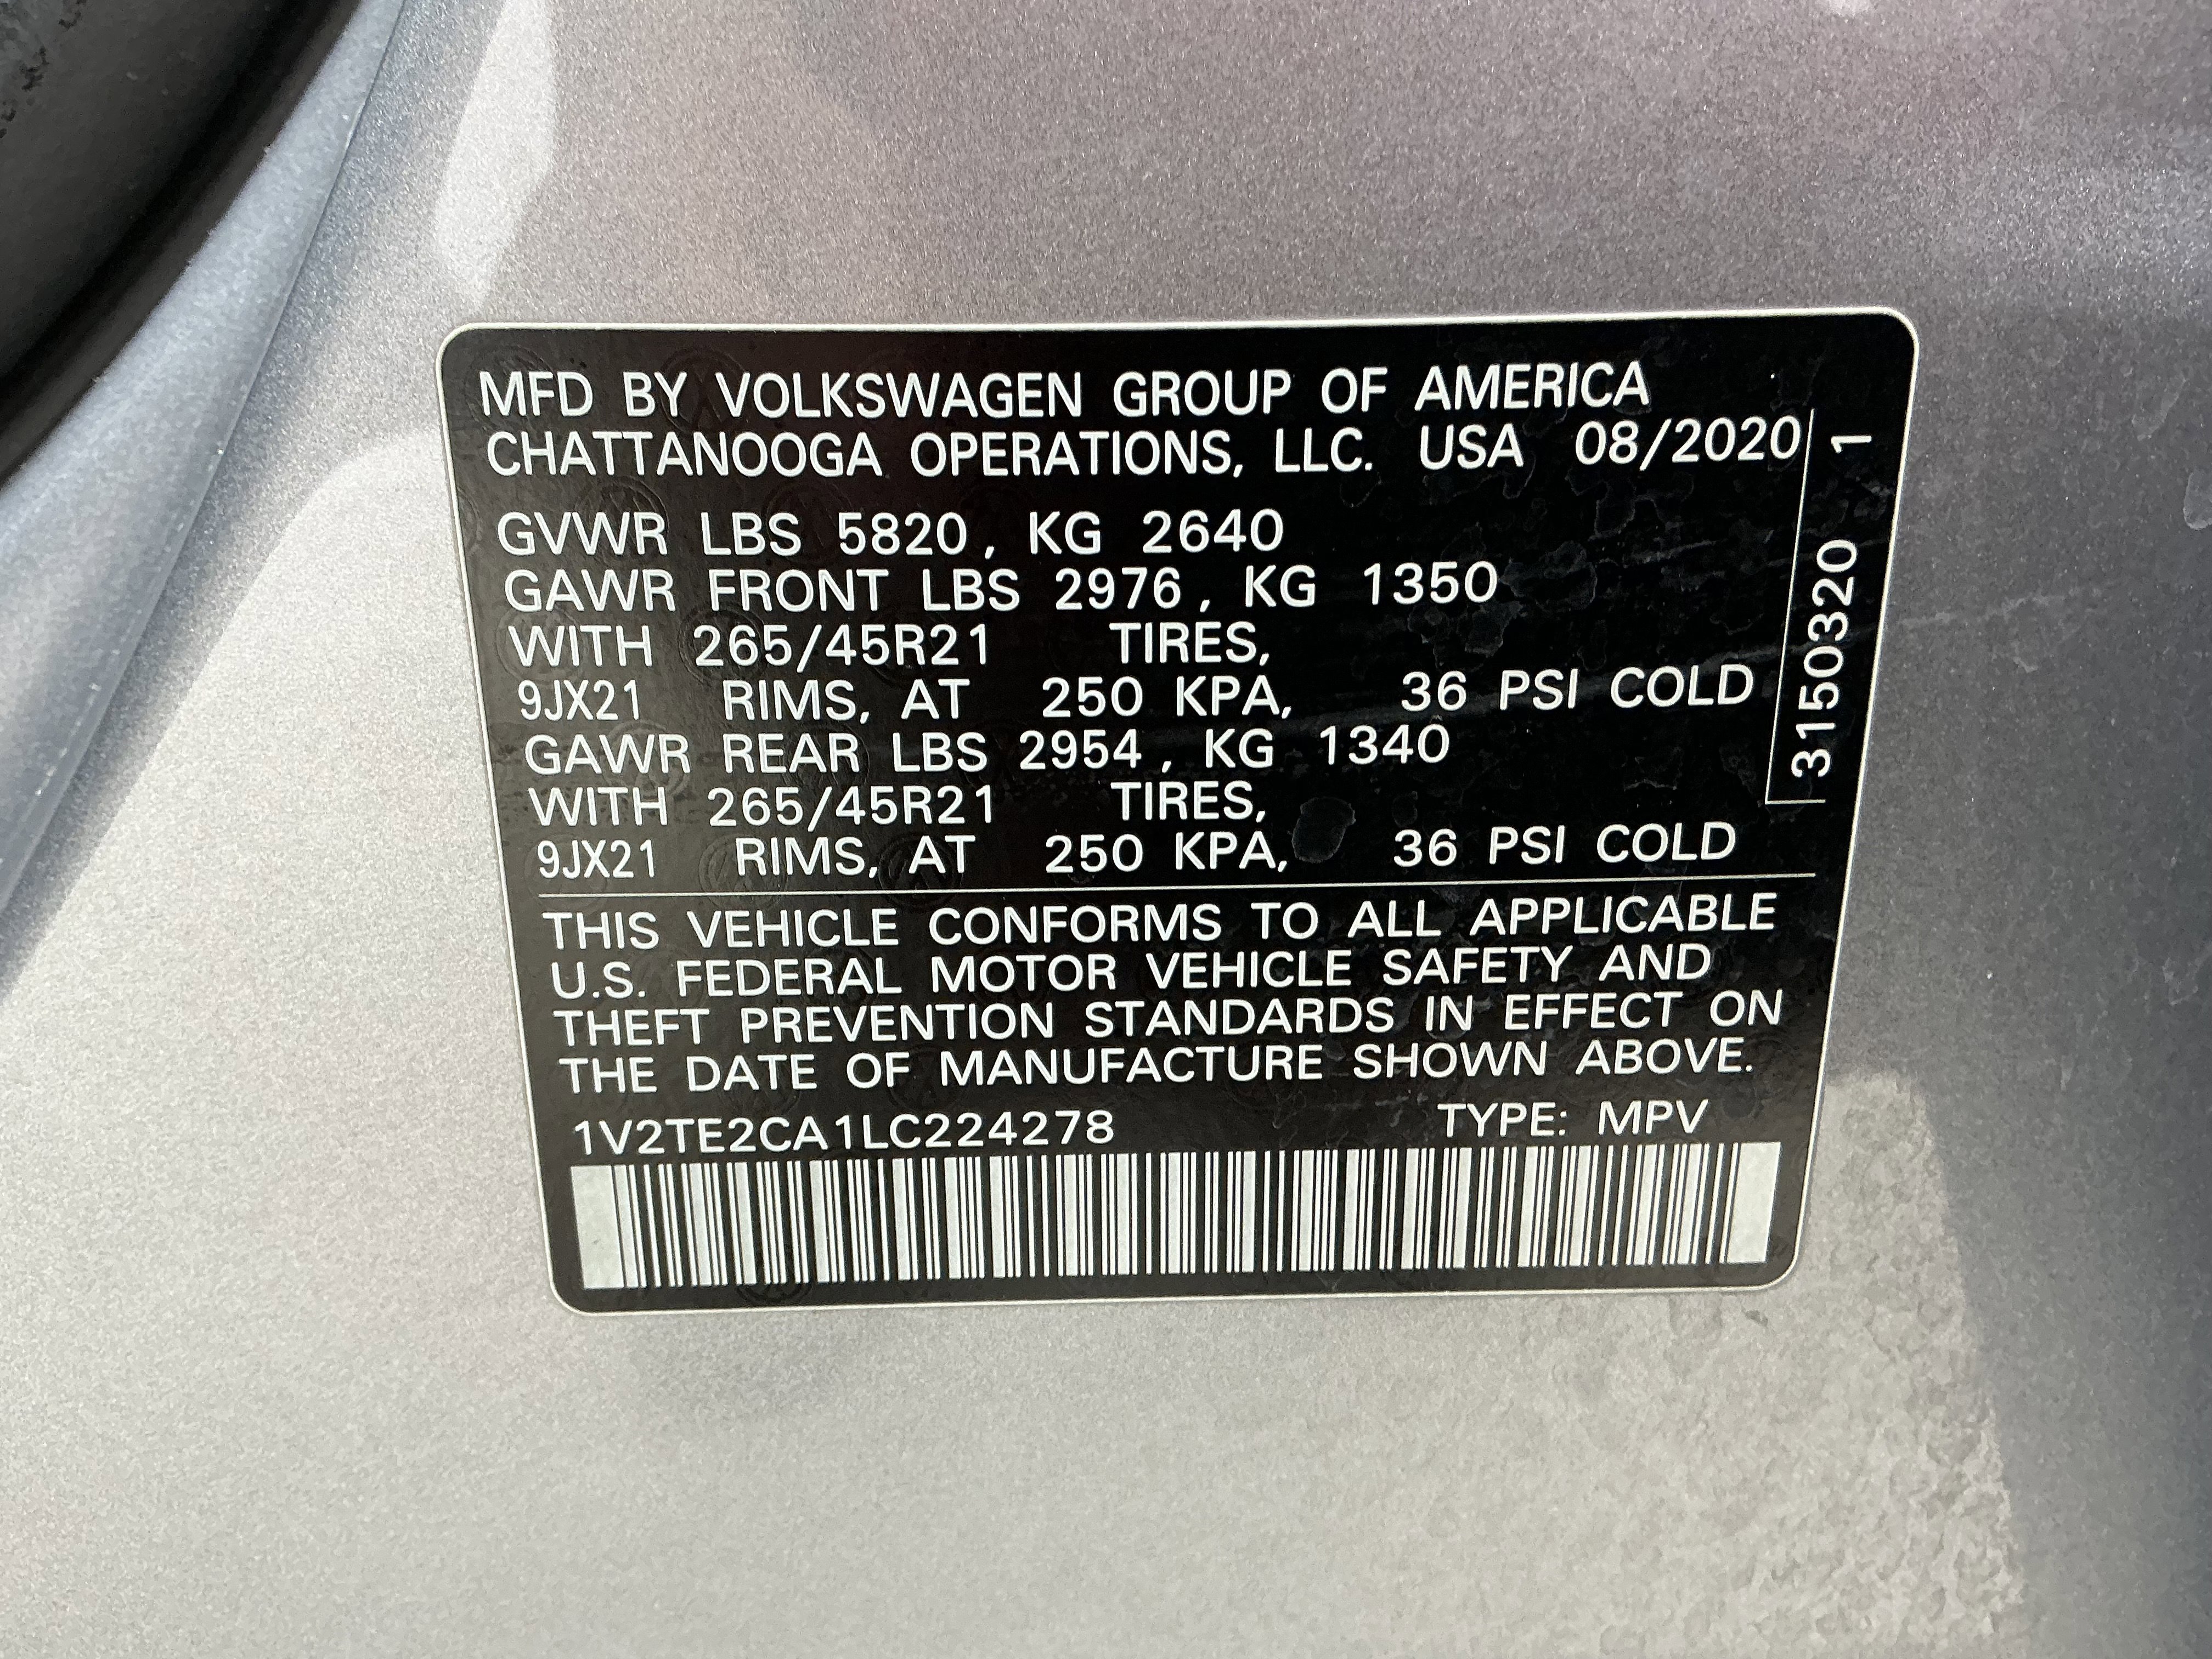 MFD BY VOLKSWAGEN GROUP OF AMERICA
CHATTANOOGA OPERATIONS, LLC. USA 08/2020
GVWR LBS 5820, KG 2640
GAWR FRONT LBS 2976, KG 1350
WITH 265/45R21 TIRES,
9JX21 RIMS, AT 250 KPA, 36 PSI COLD
GAWR REAR LBS 2954, KG 1340
WITH 265/45R21 TIRES,
9JX21 RIMS, AT 250 KPA, 36 PSI COLD
THIS VEHICLE CONFORMS TO ALL APPLICABLE
U.S. FEDERAL MOTOR VEHICLE SAFETY AND
THEFT PREVENTION STANDARDS IN EFFECT ON
THE DATE OF MANUFACTURE SHOWN ABOVE.
1V2TE2CA1LC224278 TYPE: MPV
3150320 1